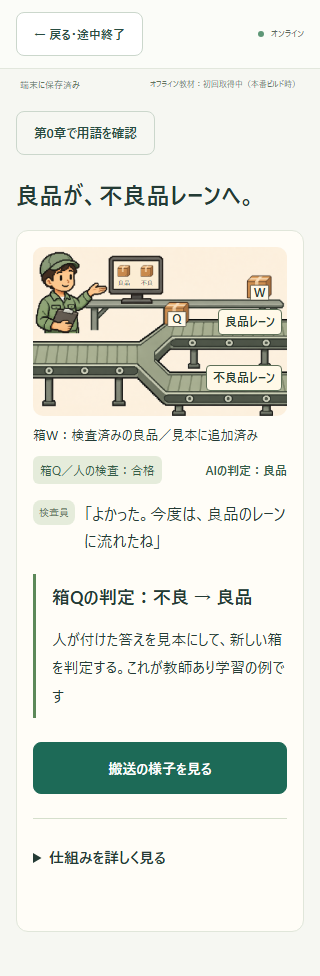 ← 戻る・途中終了
オンライン
端末に保存済み
オフライン教材：初回取得中（本番ビルド時）
第0章で用語を確認
良品が、不良品レーンへ。
良品
不良
W
Q
良品レーン
不良品レーン
箱W：検査済みの良品／見本に追加済み
箱Q／人の検査：合格
AIの判定：良品
検査員
「よかった。今度は、良品のレーン
に流れたね」
箱Qの判定：不良 → 良品
人が付けた答えを見本にして、新しい箱
を判定する。これが教師あり学習の例で
す
搬送の様子を見る
▶ 仕組みを詳しく見る